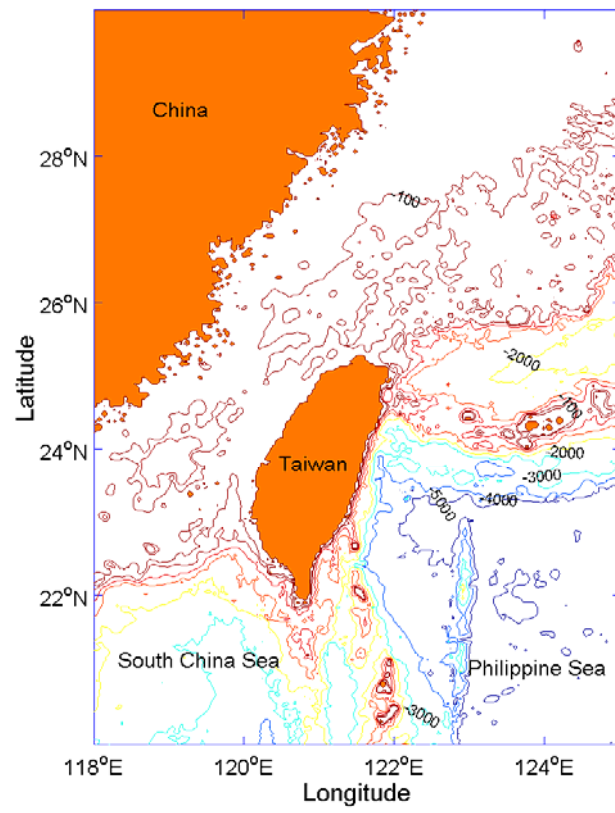 China
28°N
-100
26°N
-2000
Latitude
-100
24°N
Taiwan
-2000
-3000
-5000
-4000
22°N
South China Sea
Philippine Sea
-3000
118°E
120°E
122°E
124°E
Longitude